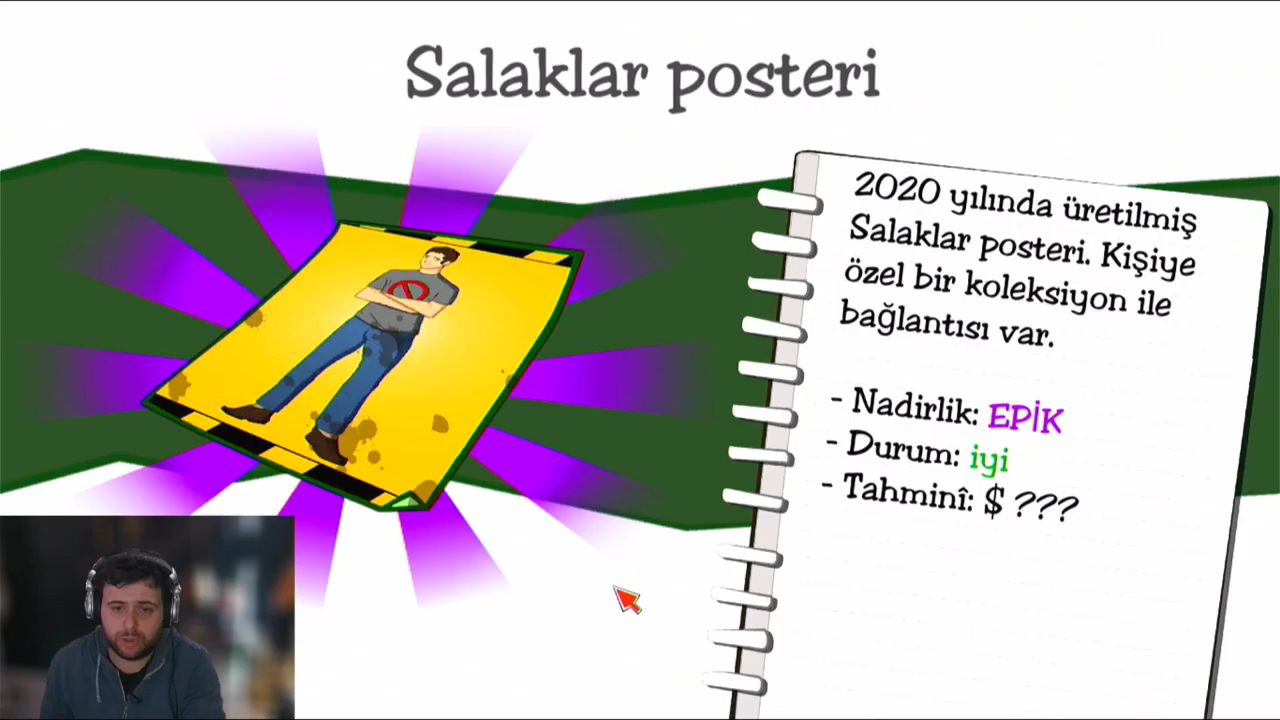 Salaklar posteri
2020 yılında üretilmiş
Salaklar posteri. Kişiye
özel bir koleksiyon ile
bağlantısı var.
- Nadirlik: EPİK
- Durum: iyi
- Tahminî: $ ???